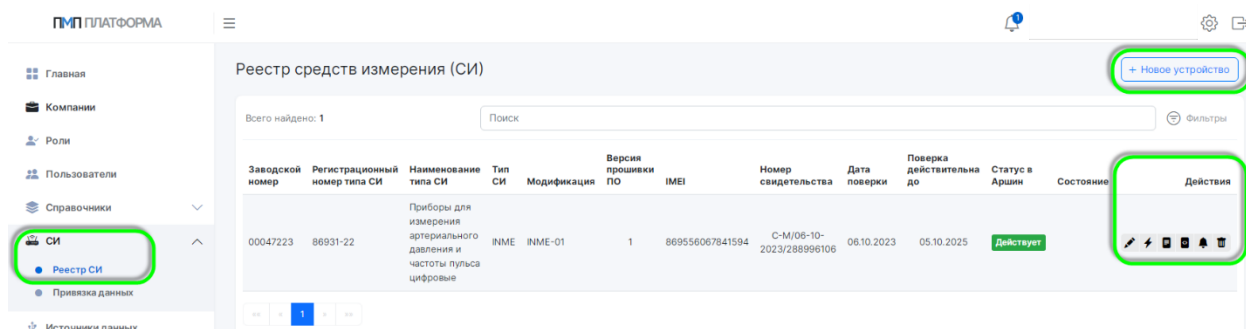 ПМП ПЛАТФОРМА
1
Главная
Компании
Роли
Пользователи
Справочники
СИ
Реестр СИ
Привязка данных
Источники данных
Реестр средств измерения (СИ)
+ Новое устройство
Всего найдено: 1
Поиск
Фильтры
Заводской номер
Регистрационный номер типа СИ
Наименование типа СИ
Тип СИ
Модификация
Версия прошивки ПО
IMEI
Номер свидетельства
Дата поверки
Поверка действительна до
Статус в Аршин
Состояние
Действия
00047223
86931-22
Приборы для измерения артериального давления и частоты пульса цифровые
INME
INME-01
1
869556067841594
С-М/06-10-2023/288996106
06.10.2023
05.10.2025
Действует
<< < 1 > >>